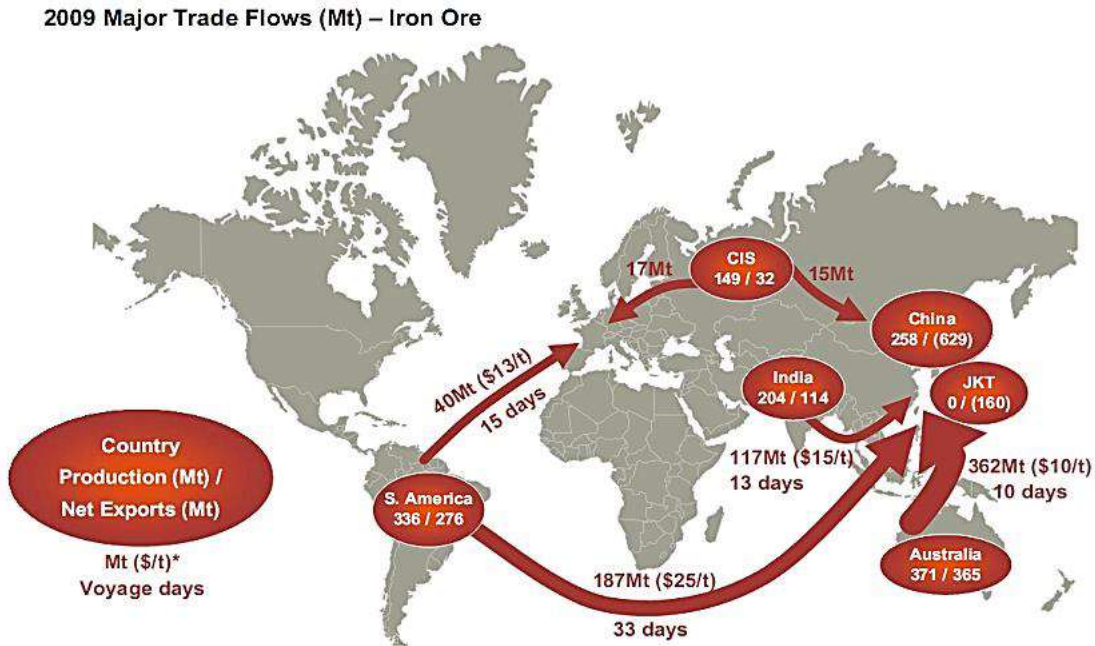 2009 Major Trade Flows (Mt) – Iron Ore
CIS
149 / 32
17Mt
15Mt
China
258 / (629)
JKT
0 / (160)
India
204 / 114
40Mt ($13/t)
15 days
117Mt ($15/t)
13 days
362Mt ($10/t)
10 days
Country
Production (Mt) /
Net Exports (Mt)
Mt ($/t)*
Voyage days
S. America
336 / 276
Australia
371 / 365
187Mt ($25/t)
33 days